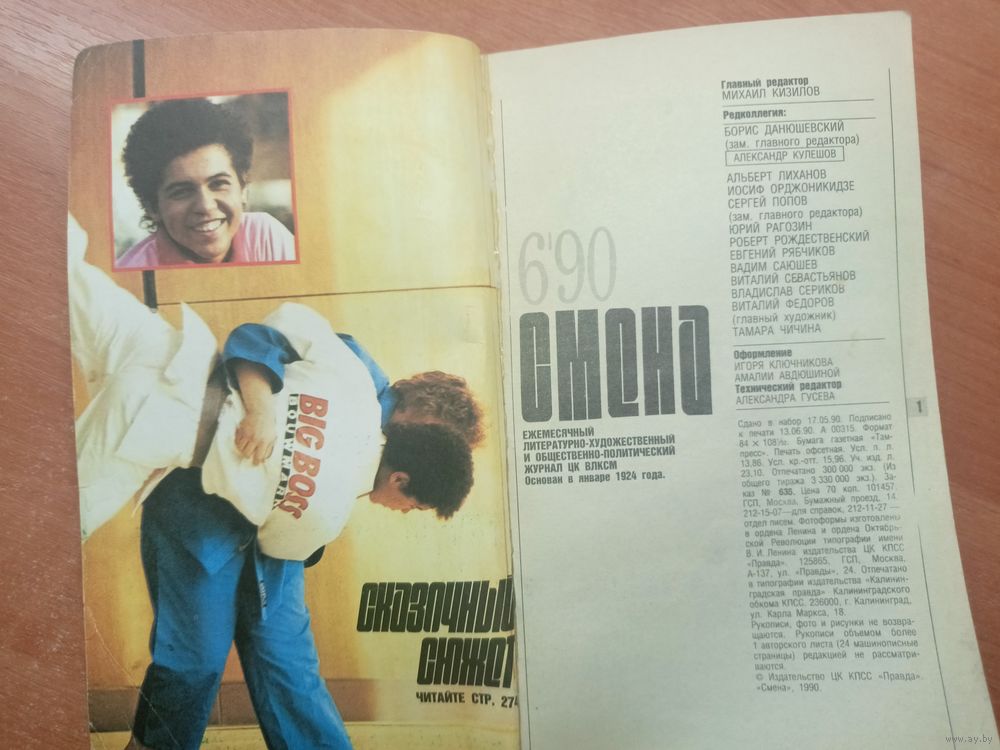 BIG BOSS
BOUWMARK
СКАЗОЧНЫЙ
СЮЖЕТ
ЧИТАЙТЕ СТР. 274
6'90
смена
ЕЖЕМЕСЯЧНЫЙ
ЛИТЕРАТУРНО-ХУДОЖЕСТВЕННЫЙ
И ОБЩЕСТВЕННО-ПОЛИТИЧЕСКИЙ
ЖУРНАЛ ЦК ВЛКСМ
Основан в январе 1924 года.
Главный редактор
МИХАИЛ КИЗИЛОВ
Редколлегия:
БОРИС ДАНЮШЕВСКИЙ
(зам. главного редактора)
АЛЕКСАНДР КУЛЕШОВ
АЛЬБЕРТ ЛИХАНОВ
ИОСИФ ОРДЖОНИКИДЗЕ
СЕРГЕЙ ПОПОВ
(зам. главного редактора)
ЮРИЙ РАГОЗИН
РОБЕРТ РОЖДЕСТВЕНСКИЙ
ЕВГЕНИЙ РЯБЧИКОВ
ВАДИМ САЮШЕВ
ВИТАЛИЙ СЕВАСТЬЯНОВ
ВЛАДИСЛАВ СЕРИКОВ
ВИТАЛИЙ ФЕДОРОВ
(главный художник)
ТАМАРА ЧИЧИНА
Оформление
ИГОРЯ КЛЮЧНИКОВА
АМАЛИИ АВДЮШИНОЙ
Технический редактор
АЛЕКСАНДРА ГУСЕВА
Сдано в набор 17.05.90. Подписано
к печати 13.06.90. А 00315. Формат
84 × 108¹/₃₂. Бумага газетная «Там-
пресс». Печать офсетная. Усл. п. л.
13,86. Усл. кр.-отт. 15,96. Уч. изд. л.
23,10. Отпечатано 300 000 экз. (Из
общего тиража 3 330 000 экз.). За-
каз № 635. Цена 70 коп. 101457,
ГСП, Москва, Бумажный проезд, 14.
212-15-07—для справок, 212-11-27 —
отдел писем. Фотоформы изготовлены
в ордена Ленина и ордена Октябрь-
ской Революции типографии имени
В. И. Ленина издательства ЦК КПСС
«Правда». 125865, ГСП, Москва,
А-137, ул. «Правды», 24. Отпечатано
в типографии издательства «Калинин-
градская правда» Калининградского
обкома КПСС. 236000, г. Калининград,
ул. Карла Маркса, 18.
Рукописи, фото и рисунки не возвра-
щаются. Рукописи объемом более
1 авторского листа (24 машинописные
страницы) редакцией не рассматри-
ваются.
© Издательство ЦК КПСС «Правда».
«Смена», 1990.
1
www.ay.by